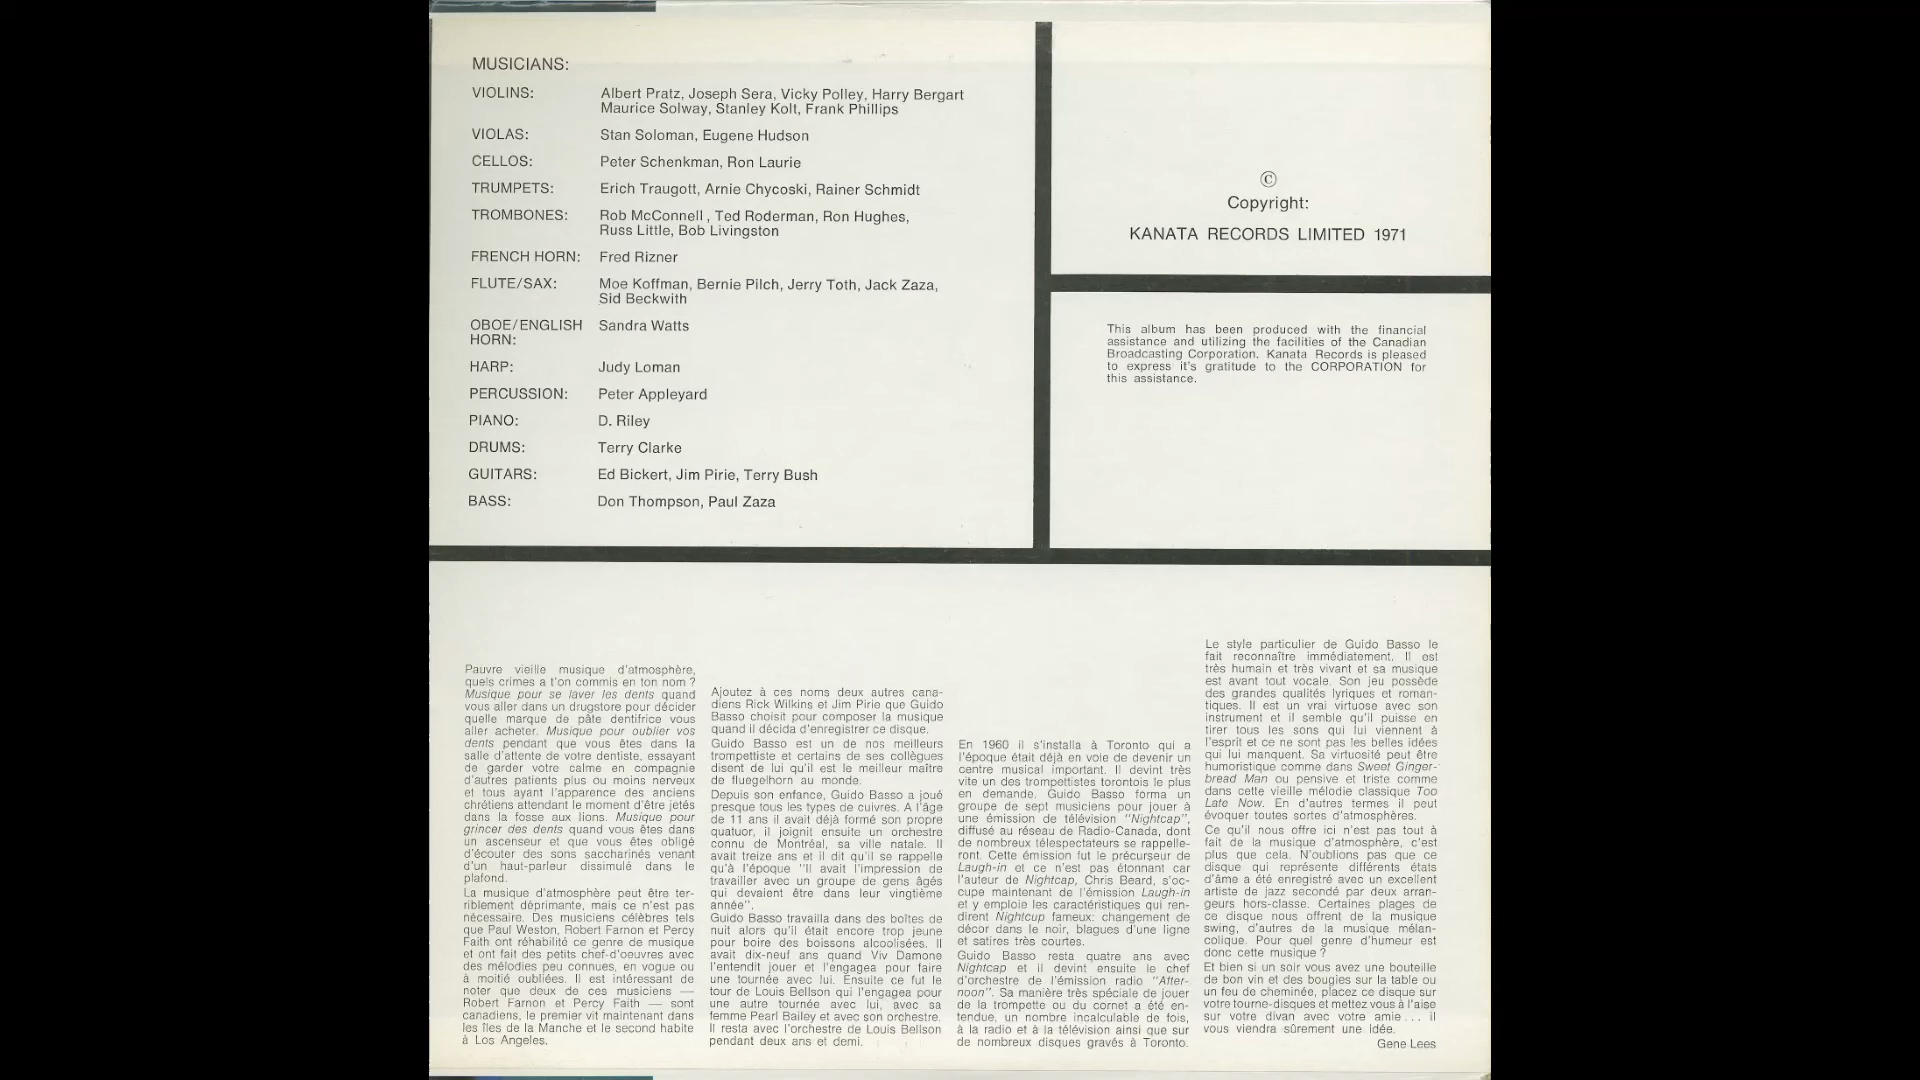 MUSICIANS:
VIOLINS: Albert Pratz, Joseph Sera, Vicky Polley, Harry Bergart
Maurice Solway, Stanley Kolt, Frank Phillips
VIOLAS: Stan Soloman, Eugene Hudson
CELLOS: Peter Schenkman, Ron Laurie
TRUMPETS: Erich Traugott, Arnie Chycoski, Rainer Schmidt
TROMBONES: Rob McConnell , Ted Roderman, Ron Hughes,
Russ Little, Bob Livingston
FRENCH HORN: Fred Rizner
FLUTE/SAX: Moe Koffman, Bernie Pilch, Jerry Toth, Jack Zaza,
Sid Beckwith
OBOE/ENGLISH Sandra Watts
HORN:
HARP: Judy Loman
PERCUSSION: Peter Appleyard
PIANO: D. Riley
DRUMS: Terry Clarke
GUITARS: Ed Bickert, Jim Pirie, Terry Bush
BASS: Don Thompson, Paul Zaza
©
Copyright:
KANATA RECORDS LIMITED 1971
This album has been produced with the financial
assistance and utilizing the facilities of the Canadian
Broadcasting Corporation. Kanata Records is pleased
to express it's gratitude to the CORPORATION for
this assistance.
Pauvre vieille musique d'atmosphère,
quels crimes a t'on commis en ton nom ?
Musique pour se laver les dents quand
vous aller dans un drugstore pour décider
quelle marque de pâte dentifrice vous
aller acheter. Musique pour oublier vos
dents pendant que vous êtes dans la
salle d'attente de votre dentiste, essayant
de garder votre calme en compagnie
d'autres patients plus ou moins nerveux
et tous ayant l'apparence des anciens
chrétiens attendant le moment d'être jetés
dans la fosse aux lions. Musique pour
grincer des dents quand vous êtes dans
un ascenseur et que vous êtes obligé
d'écouter des sons saccharinés venant
d'un haut-parleur dissimulé dans le
plafond.
La musique d'atmosphère peut être ter-
riblement déprimante, mais ce n'est pas
nécessaire. Des musiciens célèbres tels
que Paul Weston, Robert Farnon et Percy
Faith ont réhabilité ce genre de musique
et ont fait des petits chef-d'oeuvres avec
des mélodies peu connues, en vogue ou
à moitié oubliées. Il est intéressant de
noter que deux de ces musiciens —
Robert Farnon et Percy Faith — sont
canadiens, le premier vit maintenant dans
les îles de la Manche et le second habite
à Los Angeles.
Ajoutez à ces noms deux autres cana-
diens Rick Wilkins et Jim Pirie que Guido
Basso choisit pour composer la musique
quand il décida d'enregistrer ce disque.
Guido Basso est un de nos meilleurs
trompettiste et certains de ses collègues
disent de lui qu'il est le meilleur maître
de fluegelhorn au monde.
Depuis son enfance, Guido Basso a joué
presque tous les types de cuivres. A l'âge
de 11 ans il avait déjà formé son propre
quatuor, il joignit ensuite un orchestre
connu de Montréal, sa ville natale. Il
avait treize ans et il dit qu'il se rappelle
qu'à l'époque "Il avait l'impression de
travailler avec un groupe de gens âgés
qui devaient être dans leur vingtième
année".
Guido Basso travailla dans des boîtes de
nuit alors qu'il était encore trop jeune
pour boire des boissons alcoolisées. Il
avait dix-neuf ans quand Viv Damone
l'entendit jouer et l'engagea pour faire
une tournée avec lui. Ensuite ce fut le
tour de Louis Bellson qui l'engagea pour
une autre tournée avec lui, avec sa
femme Pearl Bailey et avec son orchestre.
Il resta avec l'orchestre de Louis Bellson
pendant deux ans et demi.
En 1960 il s'installa à Toronto qui a
l'époque était déjà en voie de devenir un
centre musical important. Il devint très
vite un des trompettistes torontois le plus
en demande. Guido Basso forma un
groupe de sept musiciens pour jouer à
une émission de télévision "Nightcap",
diffusé au réseau de Radio-Canada, dont
de nombreux télespectateurs se rappelle-
ront. Cette émission fut le précurseur de
Laugh-in et ce n'est pas étonnant car
l'auteur de Nightcap, Chris Beard, s'oc-
cupe maintenant de l'émission Laugh-in
et y emploie les caractéristiques qui ren-
dirent Nightcup fameux: changement de
décor dans le noir, blagues d'une ligne
et satires très courtes.
Guido Basso resta quatre ans avec
Nightcap et il devint ensuite le chef
d'orchestre de l'émission radio "After-
noon". Sa manière très spéciale de jouer
de la trompette ou du cornet a été en-
tendue, un nombre incalculable de fois,
à la radio et à la télévision ainsi que sur
de nombreux disques gravés à Toronto.
Le style particulier de Guido Basso le
fait reconnaître immédiatement. Il est
très humain et très vivant et sa musique
est avant tout vocale. Son jeu possède
des grandes qualités lyriques et roman-
tiques. Il est un vrai virtuose avec son
instrument et il semble qu'il puisse en
tirer tous les sons qui lui viennent à
l'esprit et ce ne sont pas les belles idées
qui lui manquent. Sa virtuosité peut être
humoristique comme dans Sweet Ginger-
bread Man ou pensive et triste comme
dans cette vieille mélodie classique Too
Late Now. En d'autres termes il peut
évoquer toutes sortes d'atmosphères.
Ce qu'il nous offre ici n'est pas tout à
fait de la musique d'atmosphère, c'est
plus que cela. N'oublions pas que ce
disque qui représente différents états
d'âme a été enregistré avec un excellent
artiste de jazz secondé par deux arran-
geurs hors-classe. Certaines plages de
ce disque nous offrent de la musique
swing, d'autres de la musique mélan-
colique. Pour quel genre d'humeur est
donc cette musique ?
Et bien si un soir vous avez une bouteille
de bon vin et des bougies sur la table ou
un feu de cheminée, placez ce disque sur
votre tourne-disques et mettez vous à l'aise
sur votre divan avec votre amie . . . il
vous viendra sûrement une idée.
Gene Lees